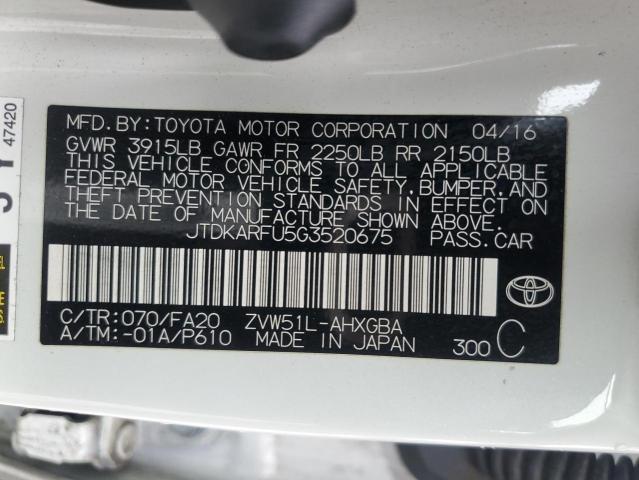 MFD.BY:TOYOTA MOTOR CORPORATION 04/16
GVWR 3915LB GAWR FR 2250LB RR 2150LB
THIS VEHICLE CONFORMS TO ALL APPLICABLE
FEDERAL MOTOR VEHICLE SAFETY,BUMPER,AND
THEFT PREVENTION STANDARDS IN EFFECT ON
THE DATE OF MANUFACTURE SHOWN ABOVE.
JTDKARFU5G3520675 PASS.CAR
C/TR:070/FA20 ZVW51L-AHXGBA
A/TM:-01A/P610 MADE IN JAPAN 300 C
47420